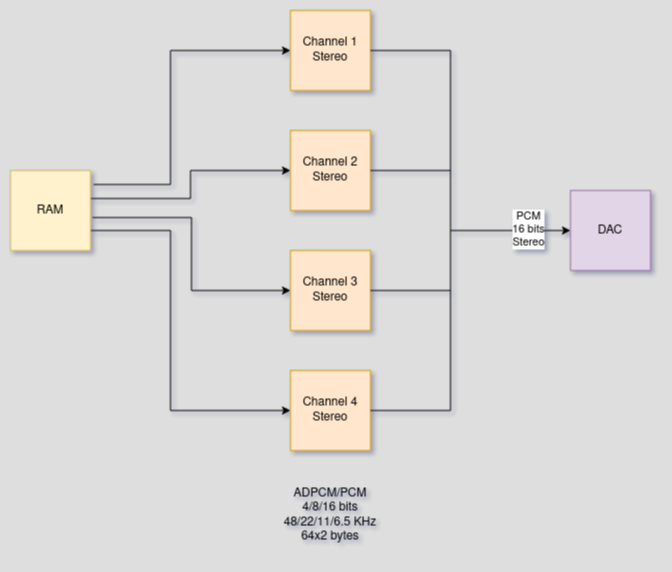 Channel 1
Stereo
Channel 2
Stereo
RAM
PCM
16 bits
Stereo
DAC
Channel 3
Stereo
Channel 4
Stereo
ADPCM/PCM
4/8/16 bits
48/22/11/6.5 KHz
64x2 bytes